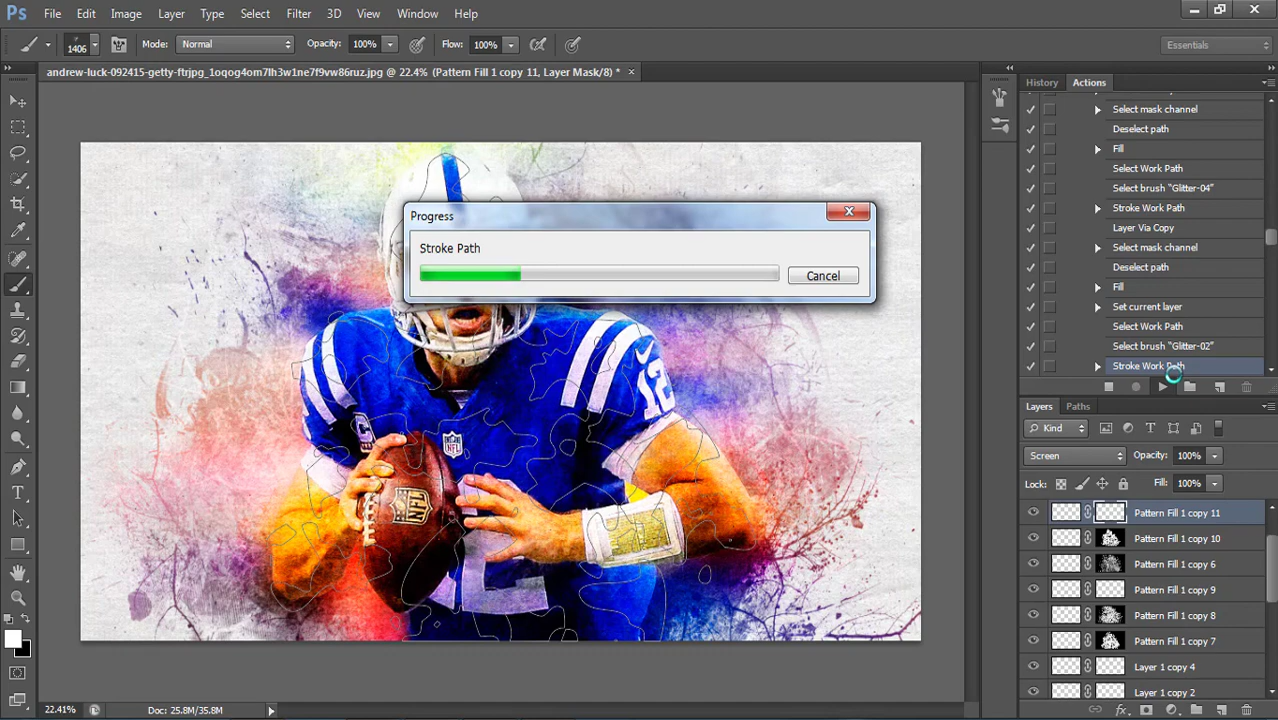 Ps File Edit Image Layer Type Select Filter 3D View Window Help
1406 Mode: Normal Opacity: 100% Flow: 100% Essentials
andrew-luck-092415-getty-ftrjpg_1oqog4om7lh3w1ne7f9vw86ruz.jpg @ 22.4% (Pattern Fill 1 copy 11, Layer Mask/8) *
History Actions
Select mask channel
Deselect path
Fill
Select Work Path
Select brush “Glitter-04”
Stroke Work Path
Layer Via Copy
Select mask channel
Deselect path
Fill
Set current layer
Select Work Path
Select brush “Glitter-02”
Stroke Work Path
Progress
Stroke Path
Cancel
12
C
NFL
NFL
Layers Paths
Kind
Screen Opacity: 100%
Lock: Fill: 100%
Pattern Fill 1 copy 11
Pattern Fill 1 copy 10
Pattern Fill 1 copy 6
Pattern Fill 1 copy 9
Pattern Fill 1 copy 8
Pattern Fill 1 copy 7
Layer 1 copy 4
Layer 1 copy 2
22.41% Doc: 25.8M/35.8M